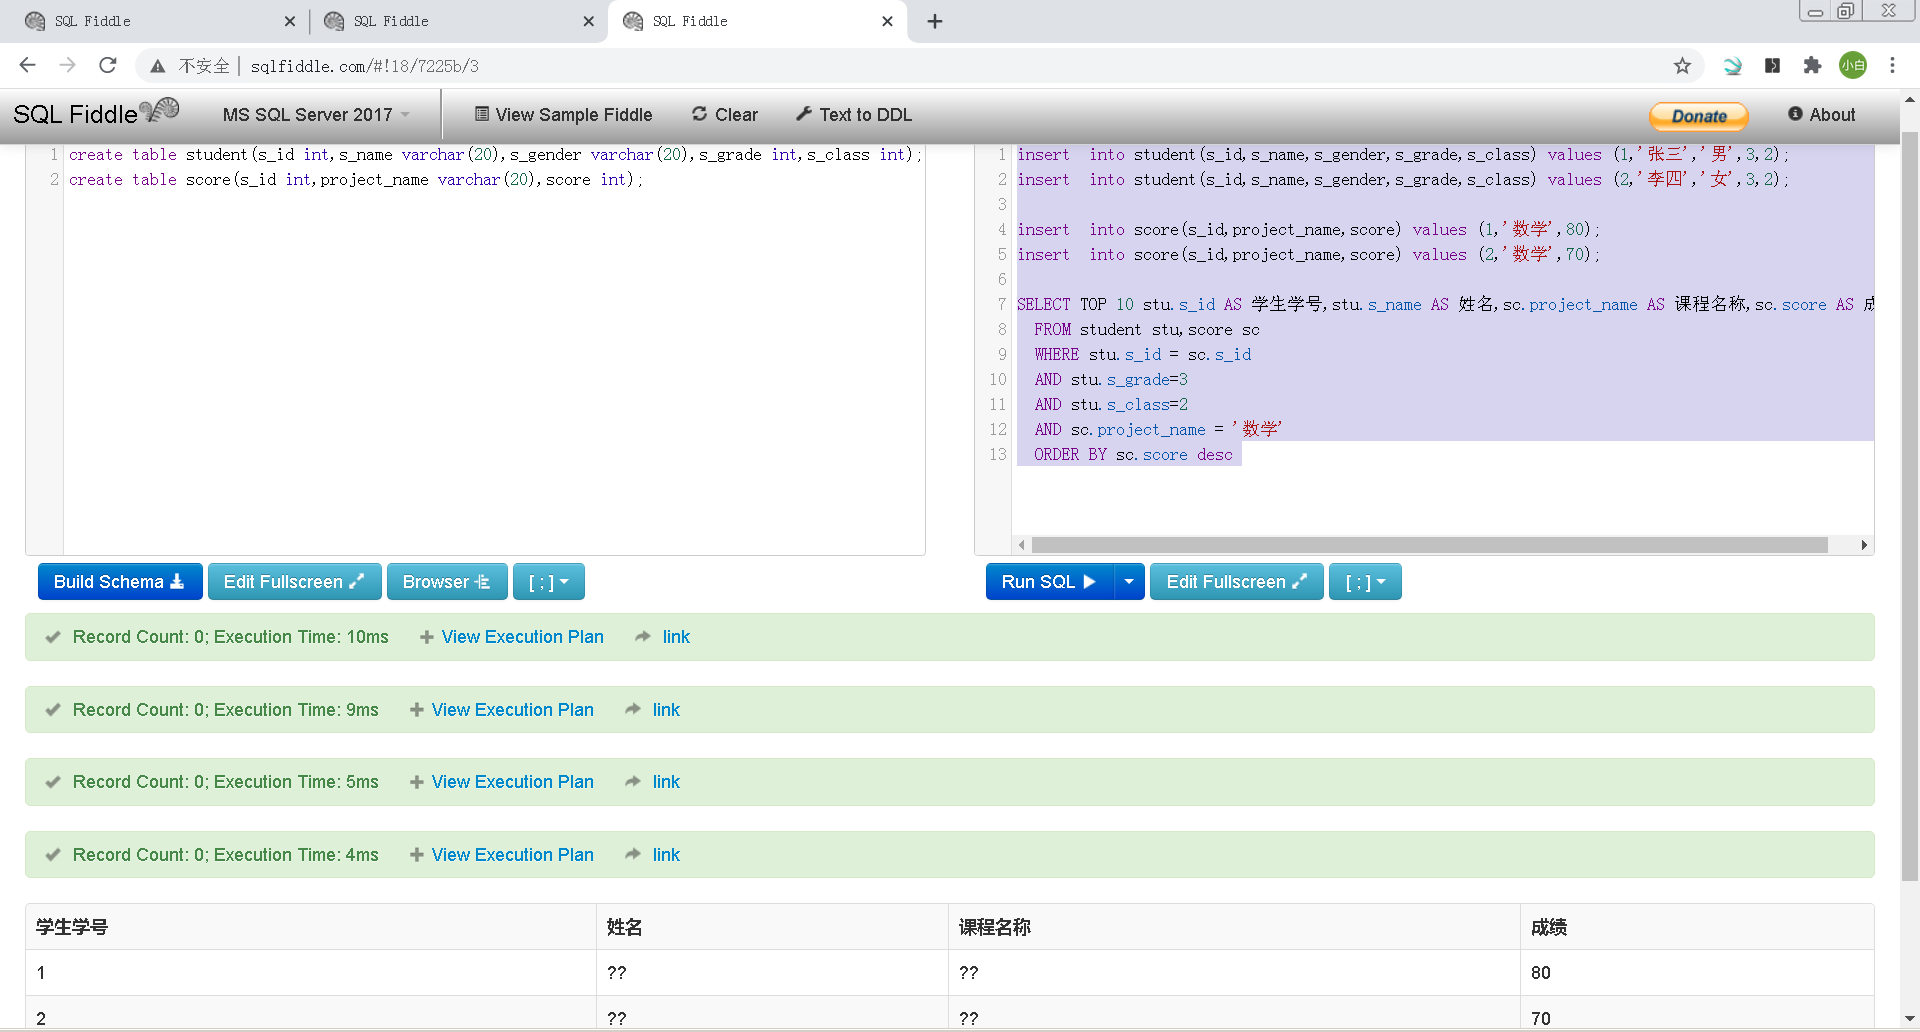 SQL Fiddle
SQL Fiddle
SQL Fiddle
不安全 sqlfiddle.com/#!18/7225b/3
小白
SQL Fiddle MS SQL Server 2017 View Sample Fiddle Clear Text to DDL Donate About
1 create table student(s_id int,s_name varchar(20),s_gender varchar(20),s_grade int,s_class int);
2 create table score(s_id int,project_name varchar(20),score int);
1 insert  into student(s_id,s_name,s_gender,s_grade,s_class) values (1,'张三','男',3,2);
2 insert  into student(s_id,s_name,s_gender,s_grade,s_class) values (2,'李四','女',3,2);
3
4 insert  into score(s_id,project_name,score) values (1,'数学',80);
5 insert  into score(s_id,project_name,score) values (2,'数学',70);
6
7 SELECT TOP 10 stu.s_id AS 学生学号,stu.s_name AS 姓名,sc.project_name AS 课程名称,sc.score AS 成
8 FROM student stu,score sc
9 WHERE stu.s_id = sc.s_id
10 AND stu.s_grade=3
11 AND stu.s_class=2
12 AND sc.project_name = '数学'
13 ORDER BY sc.score desc
Build Schema Edit Fullscreen Browser [ ; ]
Run SQL Edit Fullscreen [ ; ]
Record Count: 0; Execution Time: 10ms View Execution Plan link
Record Count: 0; Execution Time: 9ms View Execution Plan link
Record Count: 0; Execution Time: 5ms View Execution Plan link
Record Count: 0; Execution Time: 4ms View Execution Plan link
学生学号 姓名 课程名称 成绩
1 ?? ?? 80
2 ?? ?? 70